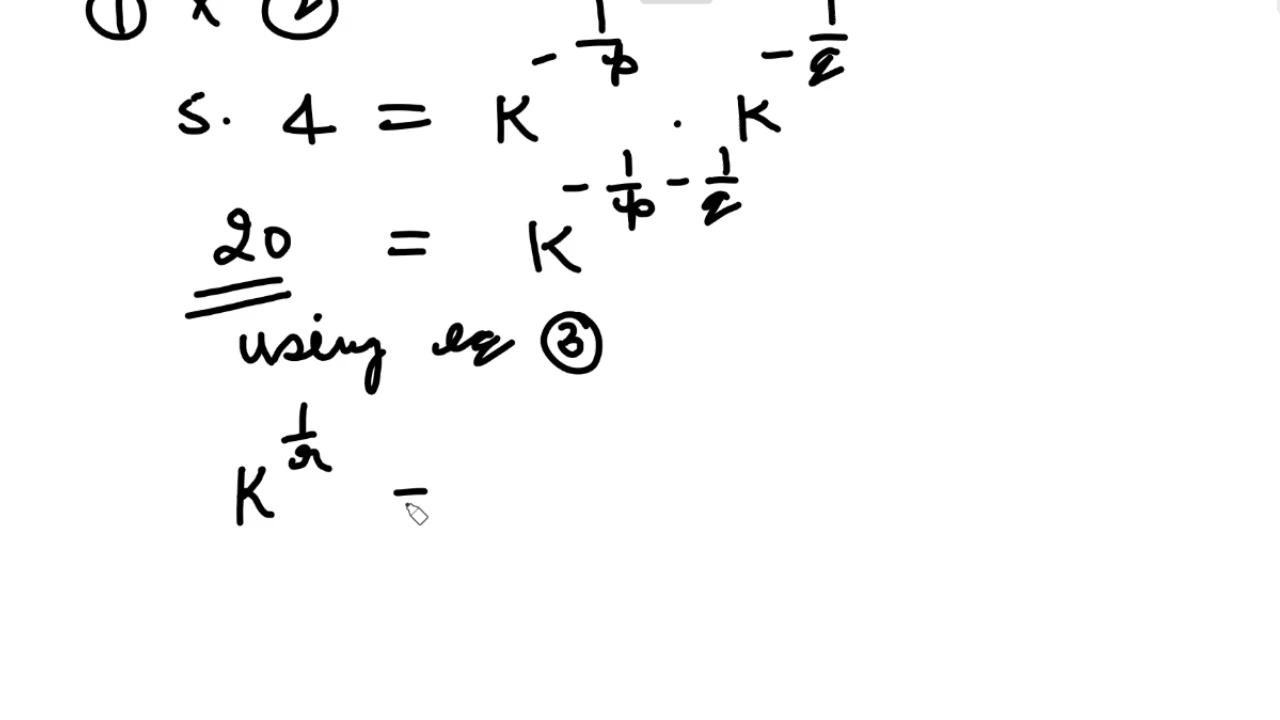 ① × ②
5. 4 = K^{-1/p} . K^{-1/q}
20 = K^{-1/p - 1/q}
using eq ③
K^{1/r} -